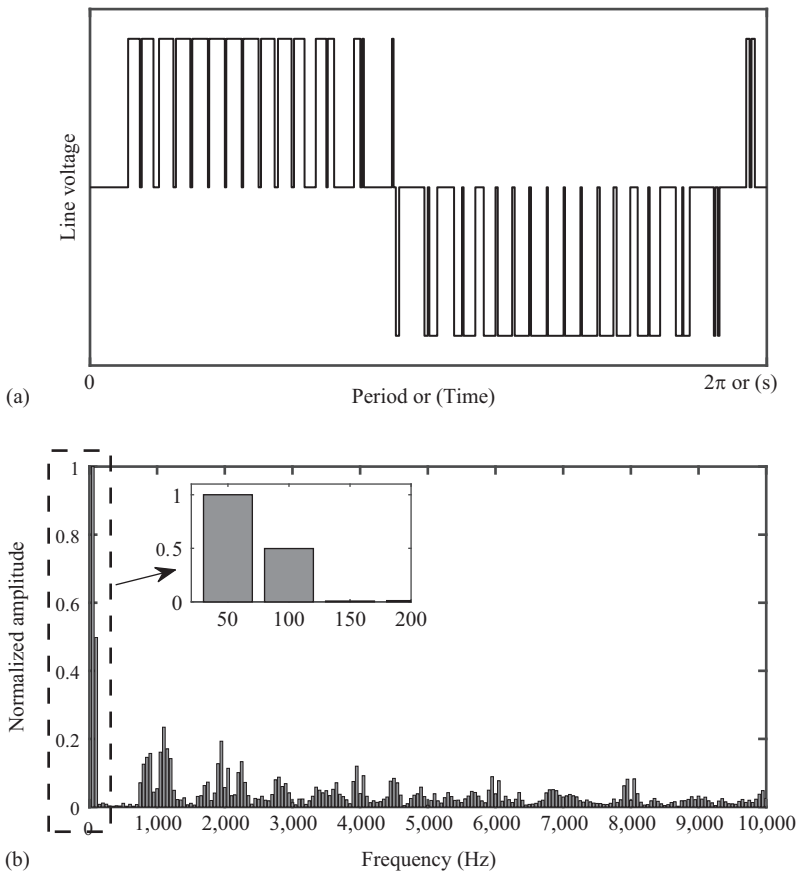 Line voltage
0
2π or (s)
Period or (Time)
(a)
Normalized amplitude
1
0.8
0.6
0.4
0.2
0
1
0.5
0
50 100 150 200
0 1,000 2,000 3,000 4,000 5,000 6,000 7,000 8,000 9,000 10,000
Frequency (Hz)
(b)